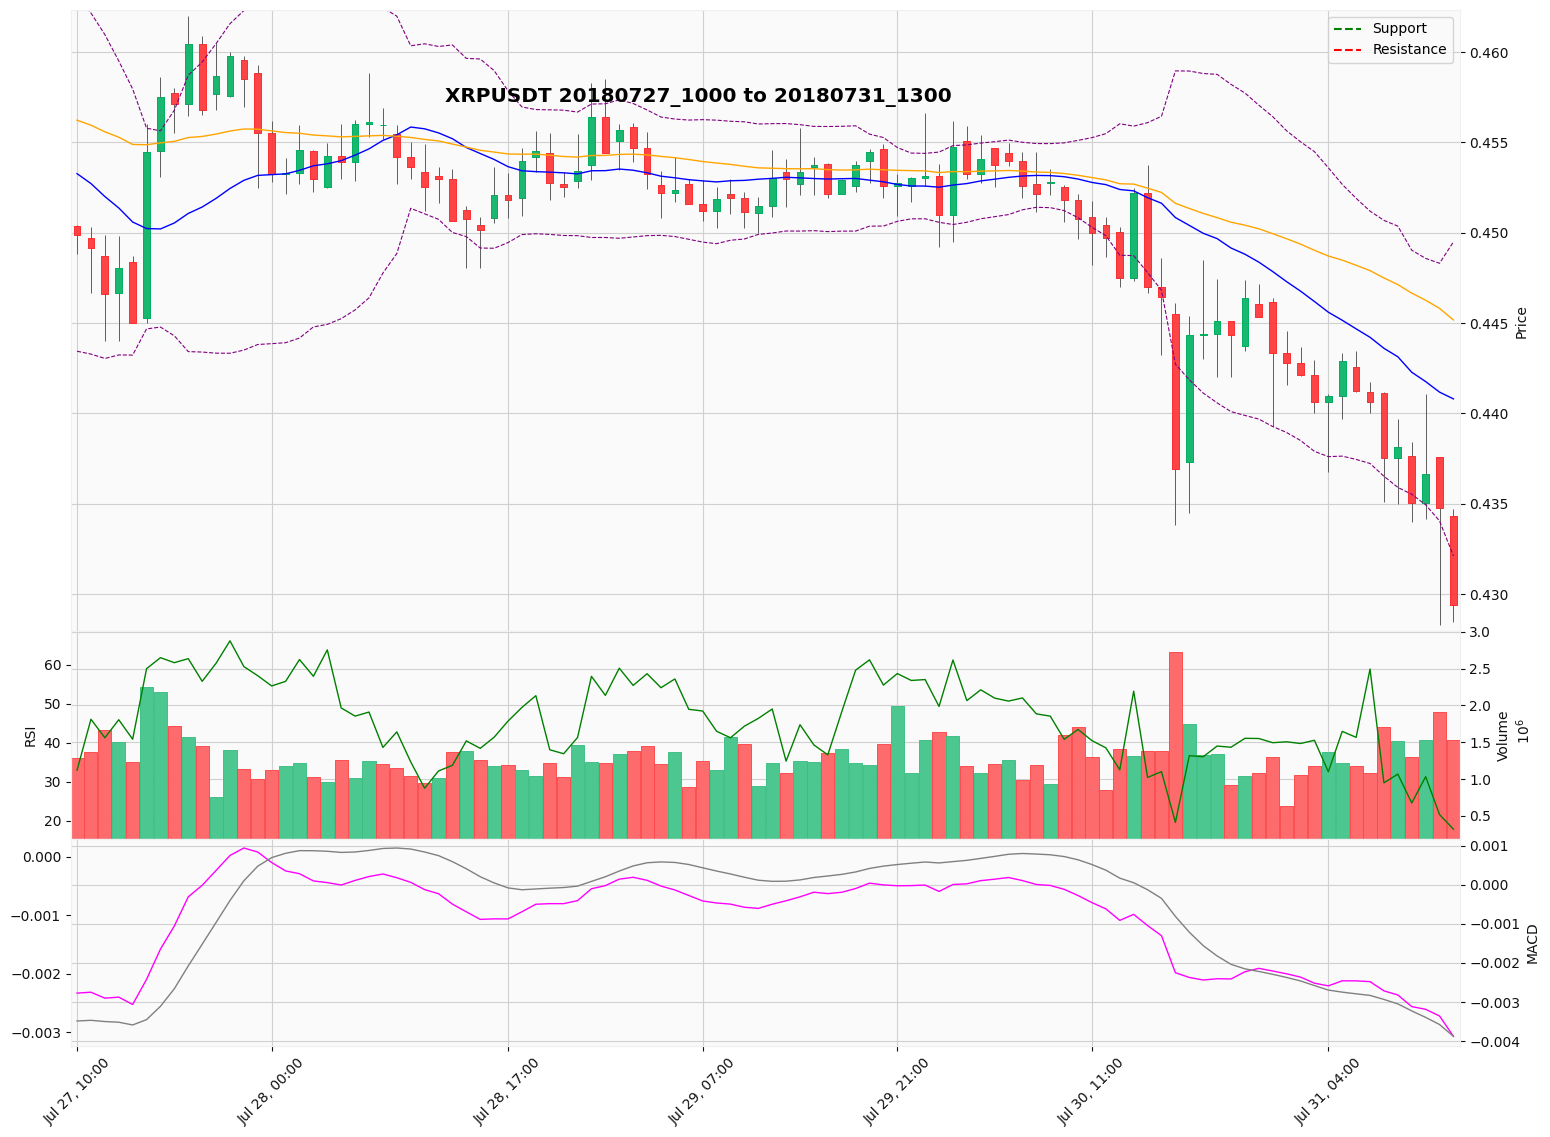 XRPUSDT 20180727_1000 to 20180731_1300
Support
Resistance
0.460
0.455
0.450
0.445
0.440
0.435
0.430
Price
60
50
40
30
20
RSI
3.0
2.5
2.0
1.5
1.0
0.5
Volume
10^6
0.000
−0.001
−0.002
−0.003
0.001
0.000
−0.001
−0.002
−0.003
−0.004
MACD
Jul 27, 10:00
Jul 28, 00:00
Jul 28, 17:00
Jul 29, 07:00
Jul 29, 21:00
Jul 30, 11:00
Jul 31, 04:00